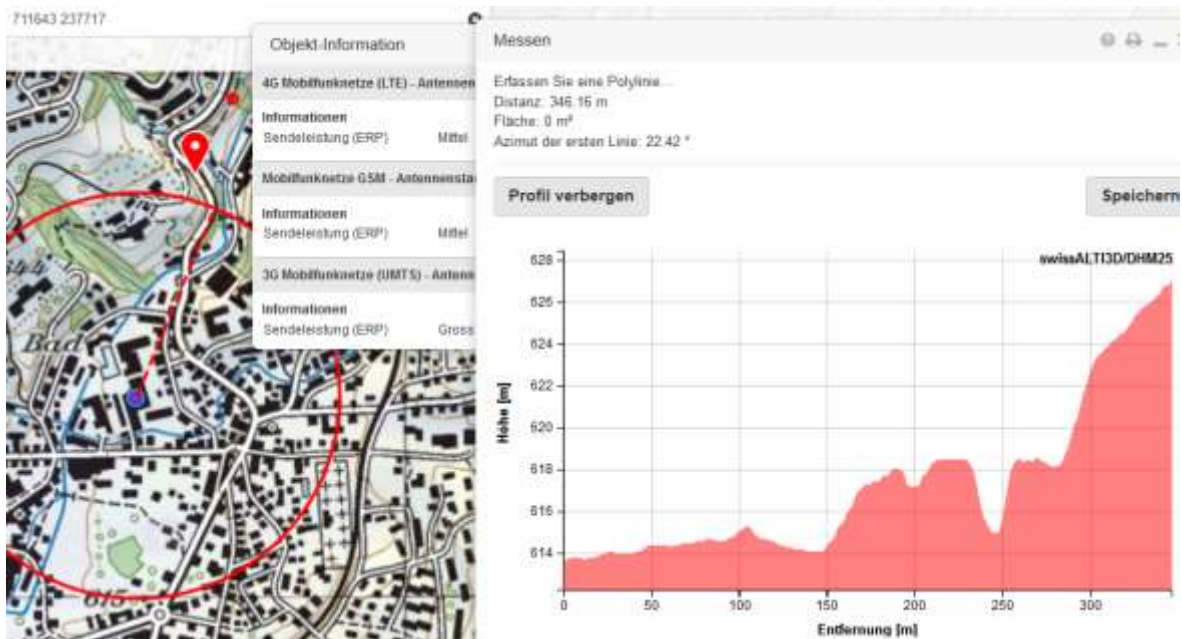 711643 237717
Objekt-Information
4G Mobilfunknetze (LTE) - Antennen
Informationen
Sendeleistung (ERP) Mittel
Mobilfunknetze GSM - Antennensta
Informationen
Sendeleistung (ERP) Mittel
3G Mobilfunknetze (UMTS) - Antenn
Informationen
Sendeleistung (ERP) Gross
Bad
615
Messen
Erfassen Sie eine Polylinie...
Distanz: 346.16 m
Fläche: 0 m²
Azimut der ersten Linie: 22.42 °
Profil verbergen
Speichern
swissALTI3D/DHM25
Höhe [m]
628
626
624
622
620
618
616
614
0 50 100 150 200 250 300
Entfernung [m]